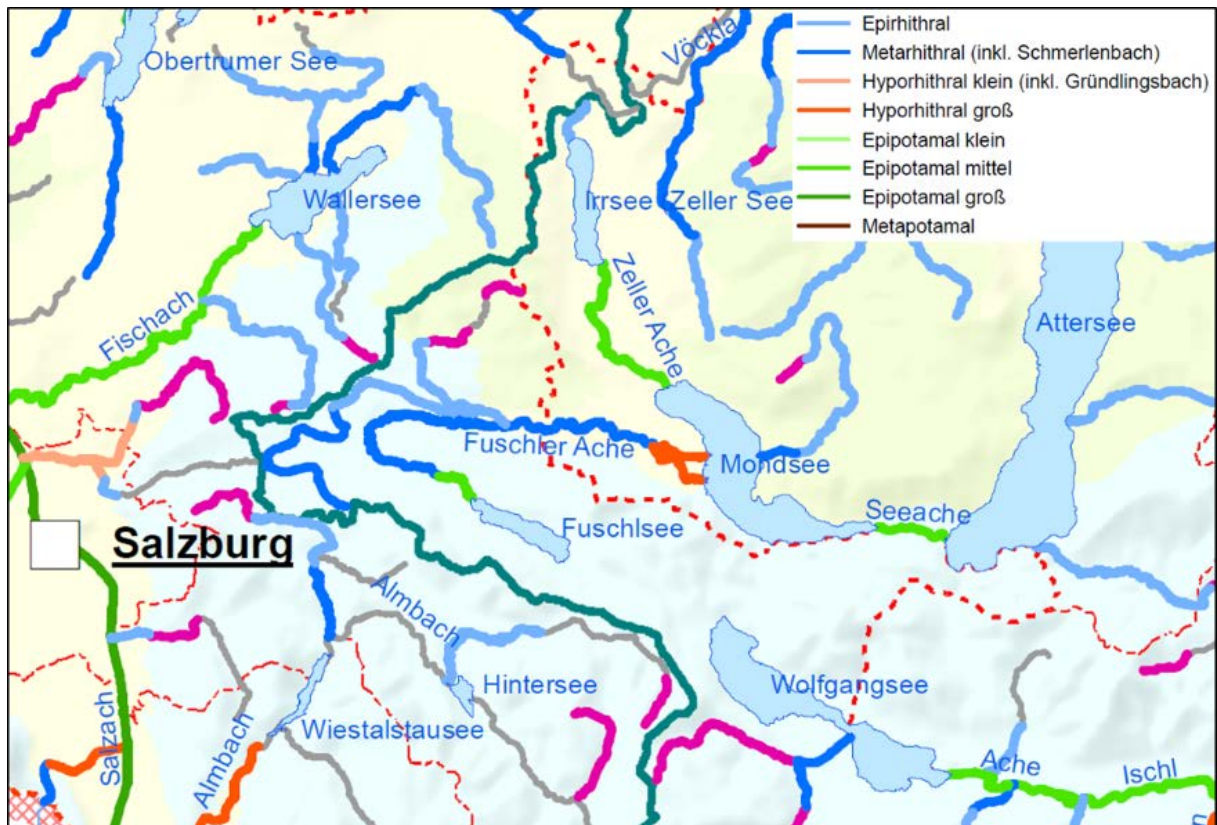 Epirhithral
Metarhithral (inkl. Schmerlenbach)
Hyporhithral klein (inkl. Gründlingsbach)
Hyporhithral groß
Epipotamal klein
Epipotamal mittel
Epipotamal groß
Metapotamal
Obertrumer See
Vöckla
Wallersee
Irrsee (Zeller See)
Zeller Ache
Fischach
Attersee
Fuschler Ache
Mondsee
Seeache
Fuschlsee
Salzburg
Almbach
Hintersee
Wolfgangsee
Wiestalstausee
Salzach
Almbach
Ache
Ischl